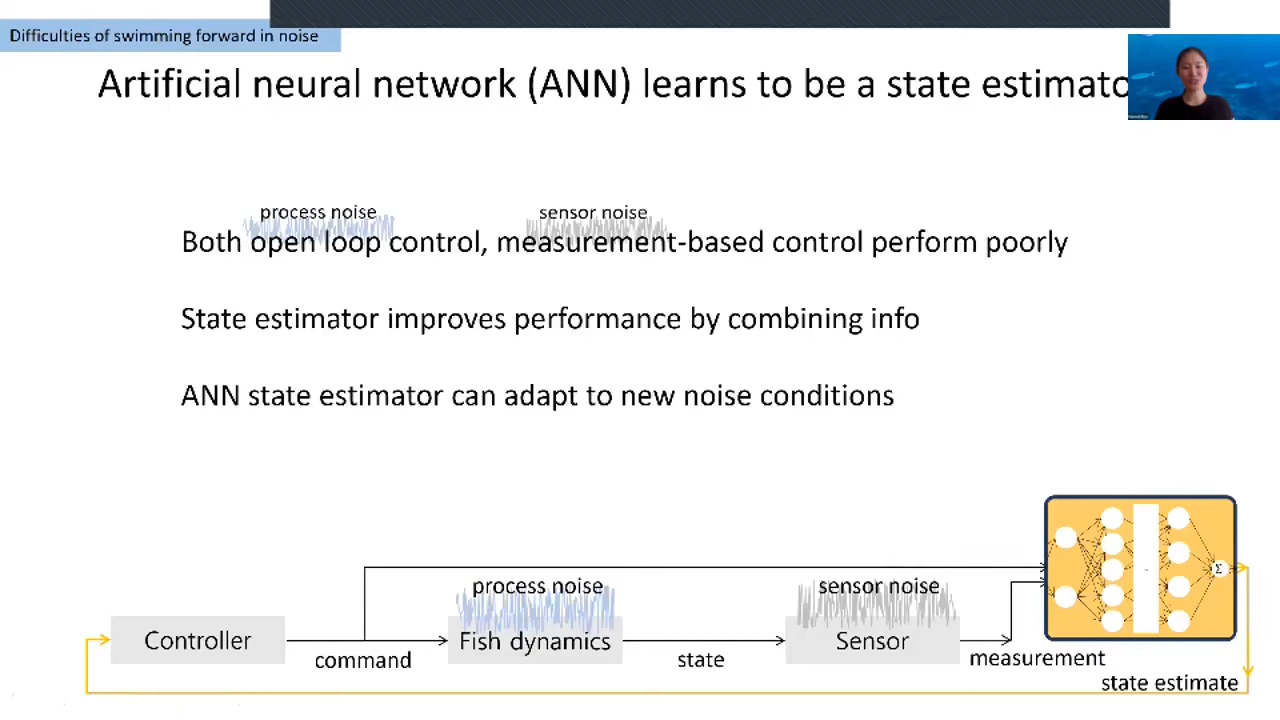 Difficulties of swimming forward in noise
Artificial neural network (ANN) learns to be a state estimato
process noise
sensor noise
Both open loop control, measurement-based control perform poorly
State estimator improves performance by combining info
ANN state estimator can adapt to new noise conditions
process noise
sensor noise
Σ
Controller
Fish dynamics
Sensor
command
state
measurement
state estimate